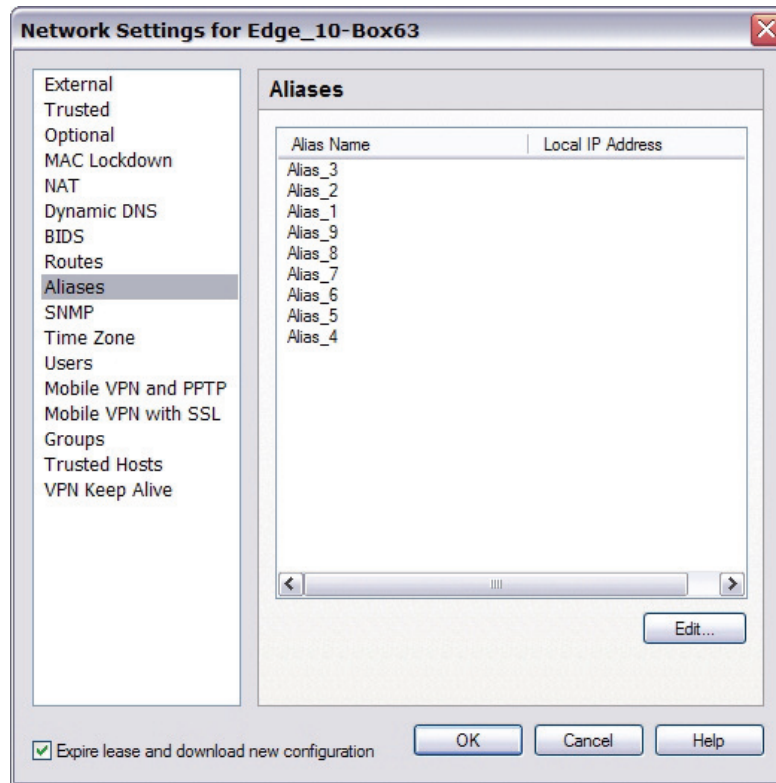 Network Settings for Edge_10-Box63
External
Trusted
Optional
MAC Lockdown
NAT
Dynamic DNS
BIDS
Routes
Aliases
SNMP
Time Zone
Users
Mobile VPN and PPTP
Mobile VPN with SSL
Groups
Trusted Hosts
VPN Keep Alive
Aliases
Alias Name Local IP Address
Alias_3
Alias_2
Alias_1
Alias_9
Alias_8
Alias_7
Alias_6
Alias_5
Alias_4
Edit...
Expire lease and download new configuration
OK Cancel Help